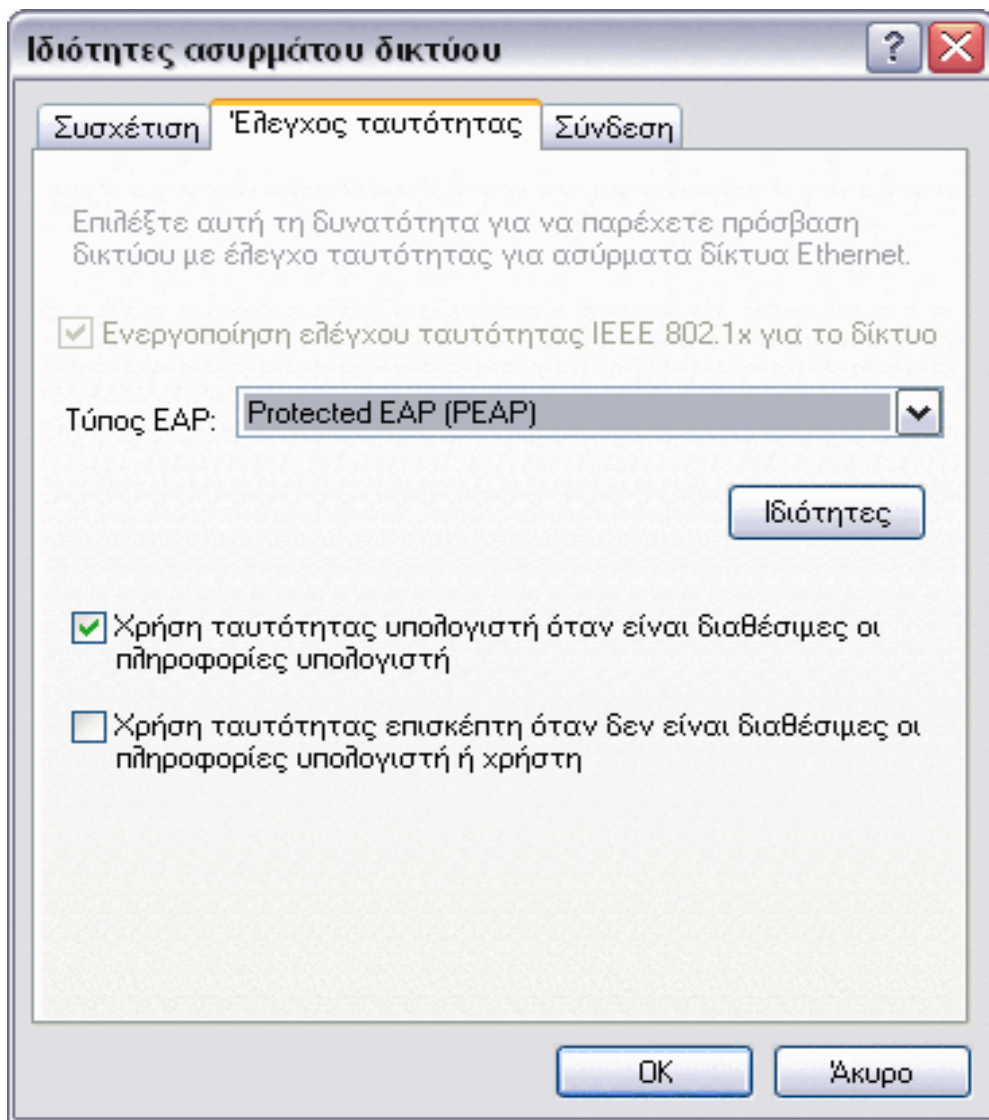 Ιδιότητες ασυρμάτου δικτύου
Συσχέτιση
Έλεγχος ταυτότητας
Σύνδεση
Επιλέξτε αυτή τη δυνατότητα για να παρέχετε πρόσβαση
δικτύου με έλεγχο ταυτότητας για ασύρματα δίκτυα Ethernet.
Ενεργοποίηση ελέγχου ταυτότητας IEEE 802.1x για το δίκτυο
Τύπος EAP:
Protected EAP (PEAP)
Ιδιότητες
Χρήση ταυτότητας υπολογιστή όταν είναι διαθέσιμες οι
πληροφορίες υπολογιστή
Χρήση ταυτότητας επισκέπτη όταν δεν είναι διαθέσιμες οι
πληροφορίες υπολογιστή ή χρήστη
OK
Άκυρο